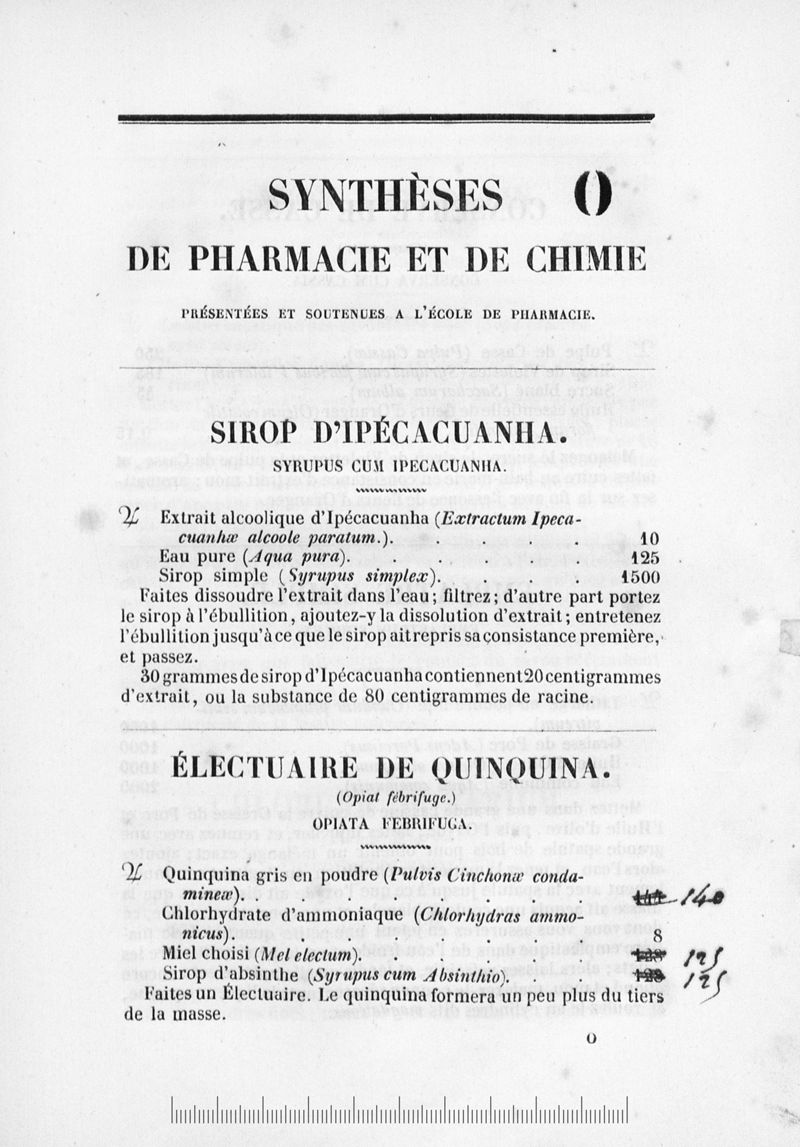 SYNTHÈSES O
DE PHARMACIE ET DE CHIMIE
PRÉSENTÉES ET SOUTENUES A L'ÉCOLE DE PHARMACIE.
SIROP D'IPÉCACUANHA.
SYRUPUS CUM IPECACUANHA.
♃ Extrait alcoolique d'Ipécacuanha (Extractum Ipeca-
cuanhæ alcoole paratum.). . . . . 10
Eau pure (Aqua pura). . . . . . 125
Sirop simple (Syrupus simplex). . . . 1500
Faites dissoudre l'extrait dans l'eau; filtrez; d'autre part portez
le sirop à l'ébullition, ajoutez-y la dissolution d'extrait; entretenez
l'ébullition jusqu'à ce que le sirop ait repris sa consistance première,
et passez.
30 grammes de sirop d'Ipécacuanha contiennent 20 centigrammes
d'extrait, ou la substance de 80 centigrammes de racine.
ÉLECTUAIRE DE QUINQUINA.
(Opiat fébrifuge.)
OPIATA FEBRIFUGA.
♃ Quinquina gris en poudre (Pulvis Cinchonæ conda-
mineæ). . . . . . . . . 140
Chlorhydrate d'ammoniaque (Chlorhydras ammo-
nicus). . . . . . . . 8
Miel choisi (Mel electum). . . . . 125
Sirop d'absinthe (Syrupus cum Absinthio). . 125
Faites un Électuaire. Le quinquina formera un peu plus du tiers
de la masse.
O